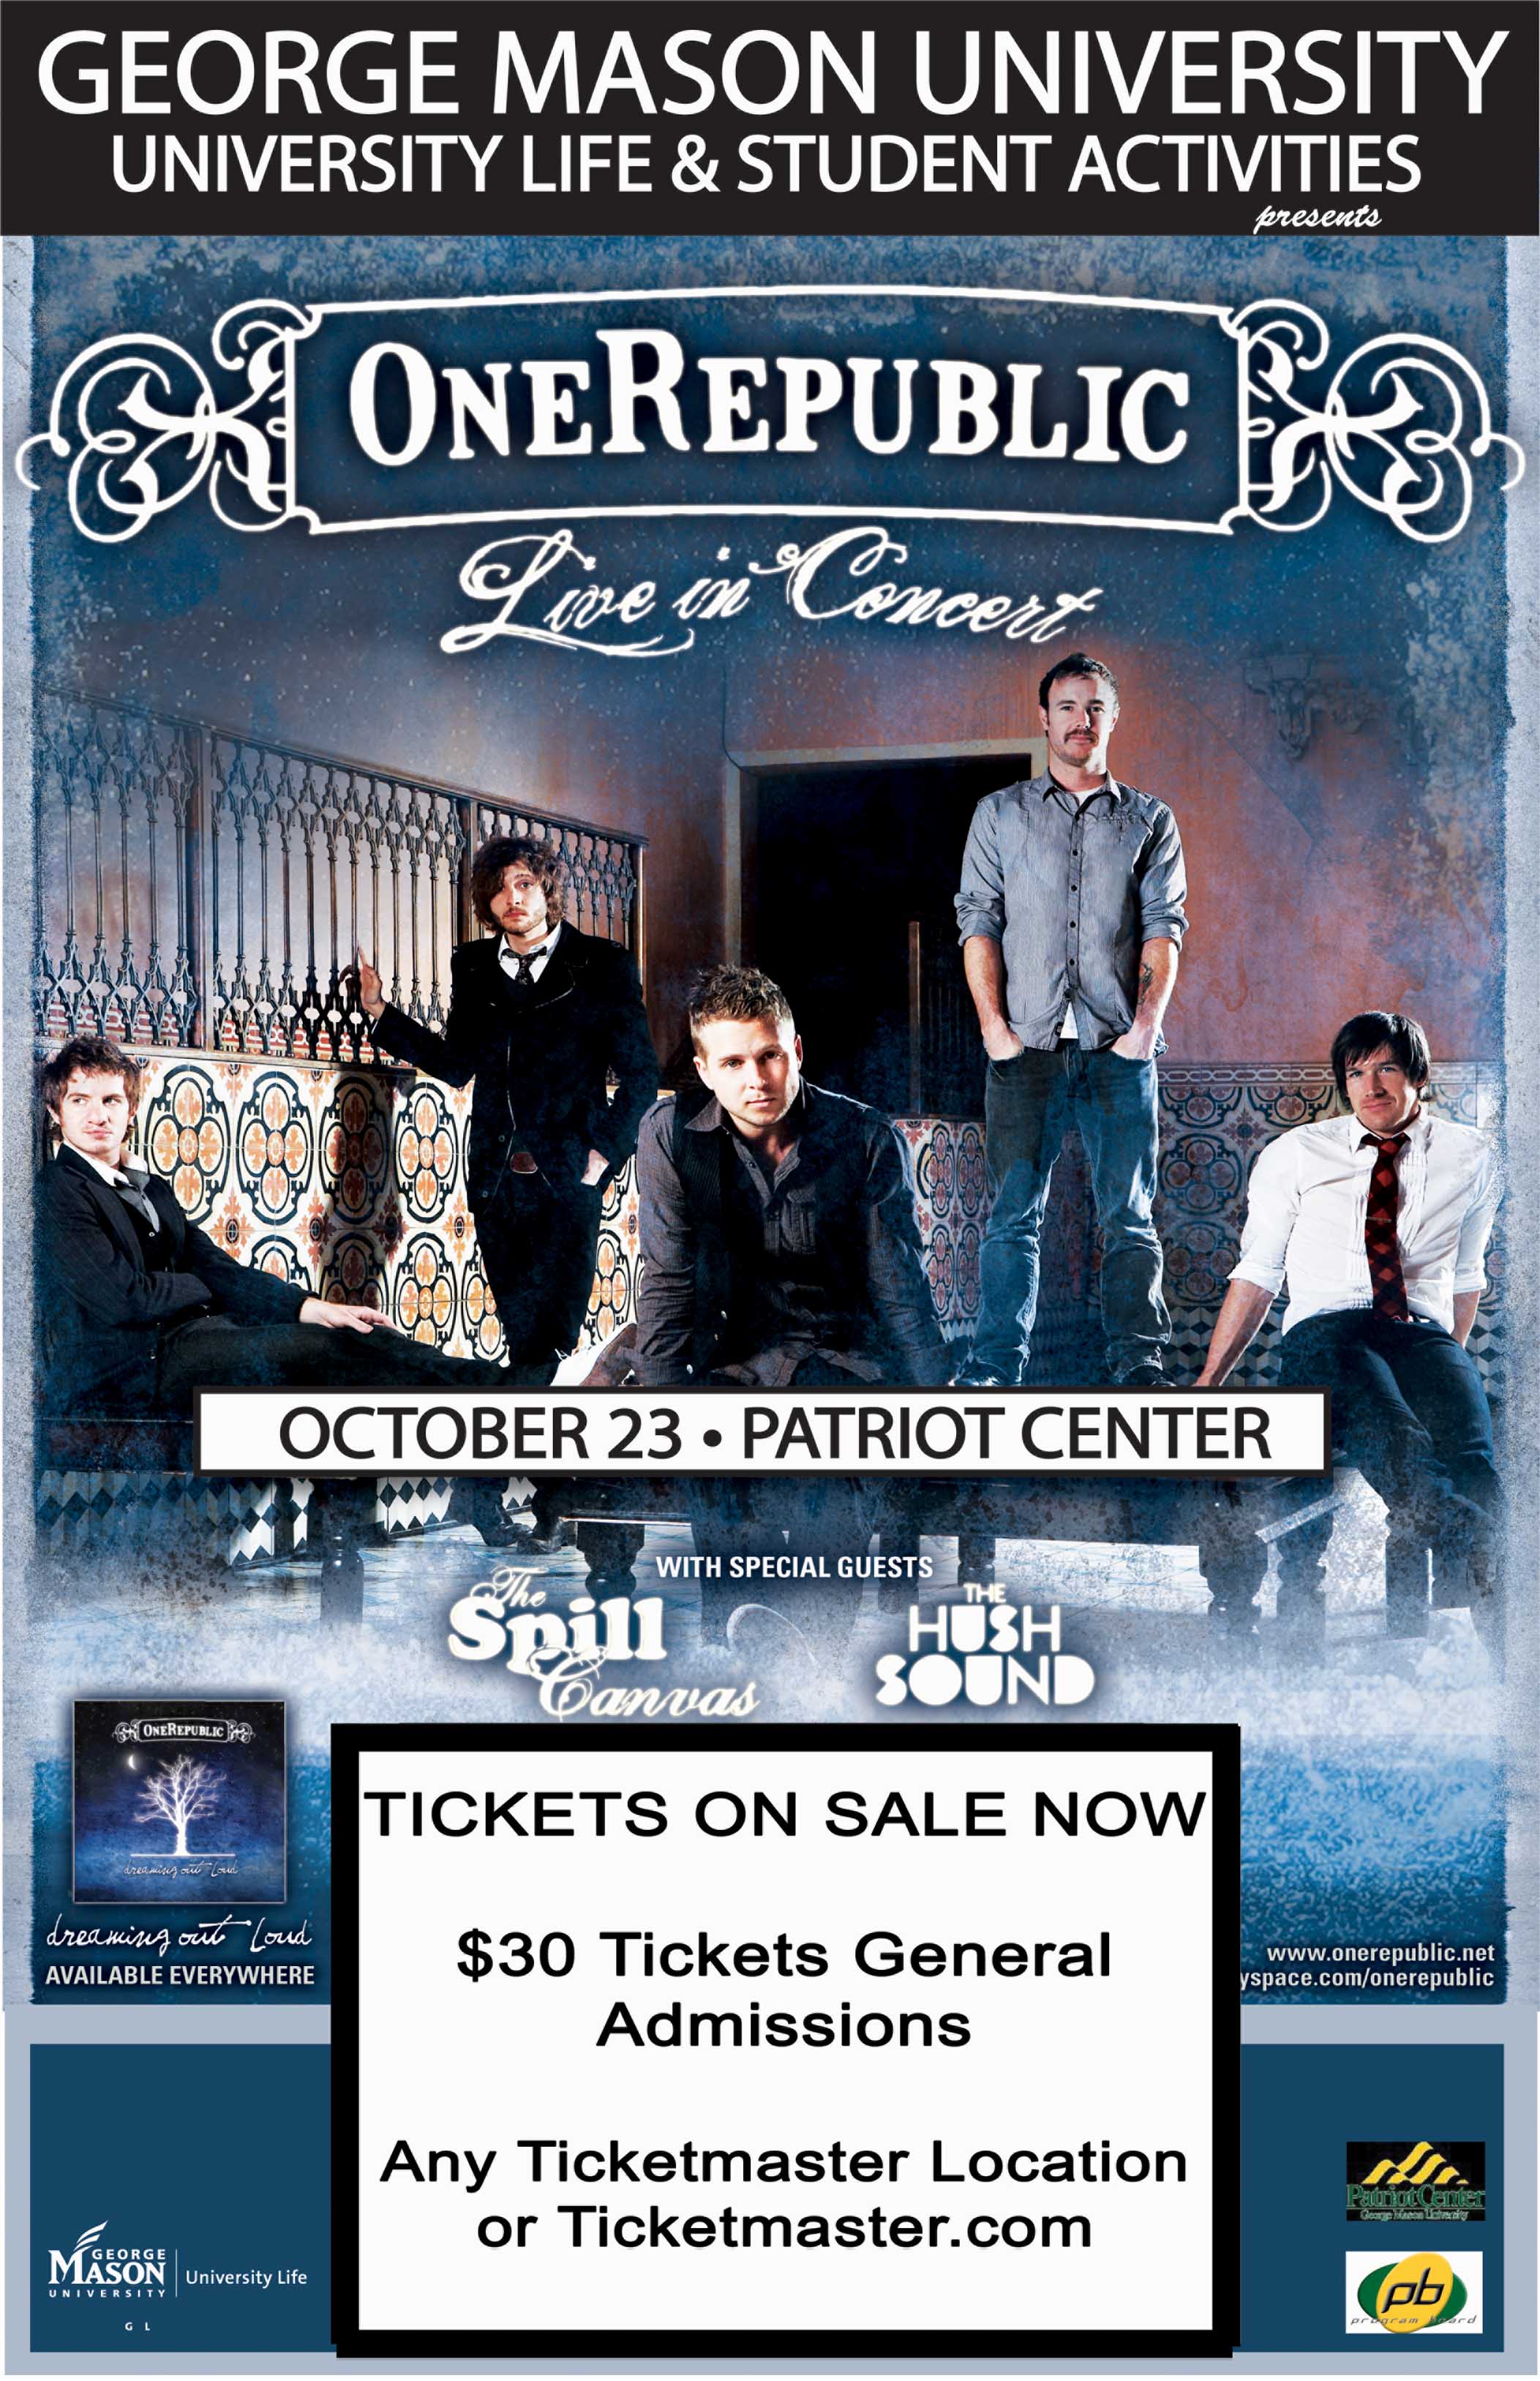 GEORGE MASON UNIVERSITY
UNIVERSITY LIFE & STUDENT ACTIVITIES
presents
ONEREPUBLIC
Live in Concert
OCTOBER 23 • PATRIOT CENTER
WITH SPECIAL GUESTS
The Spill Canvas
THE HUSH SOUND
ONEREPUBLIC
dreaming out loud
dreaming out loud
AVAILABLE EVERYWHERE
TICKETS ON SALE NOW
$30 Tickets General
Admissions
Any Ticketmaster Location
or Ticketmaster.com
www.onerepublic.net
yspace.com/onerepublic
GEORGE
MASON
UNIVERSITY
University Life
G L
Patriot Center
George Mason University
pb
program board